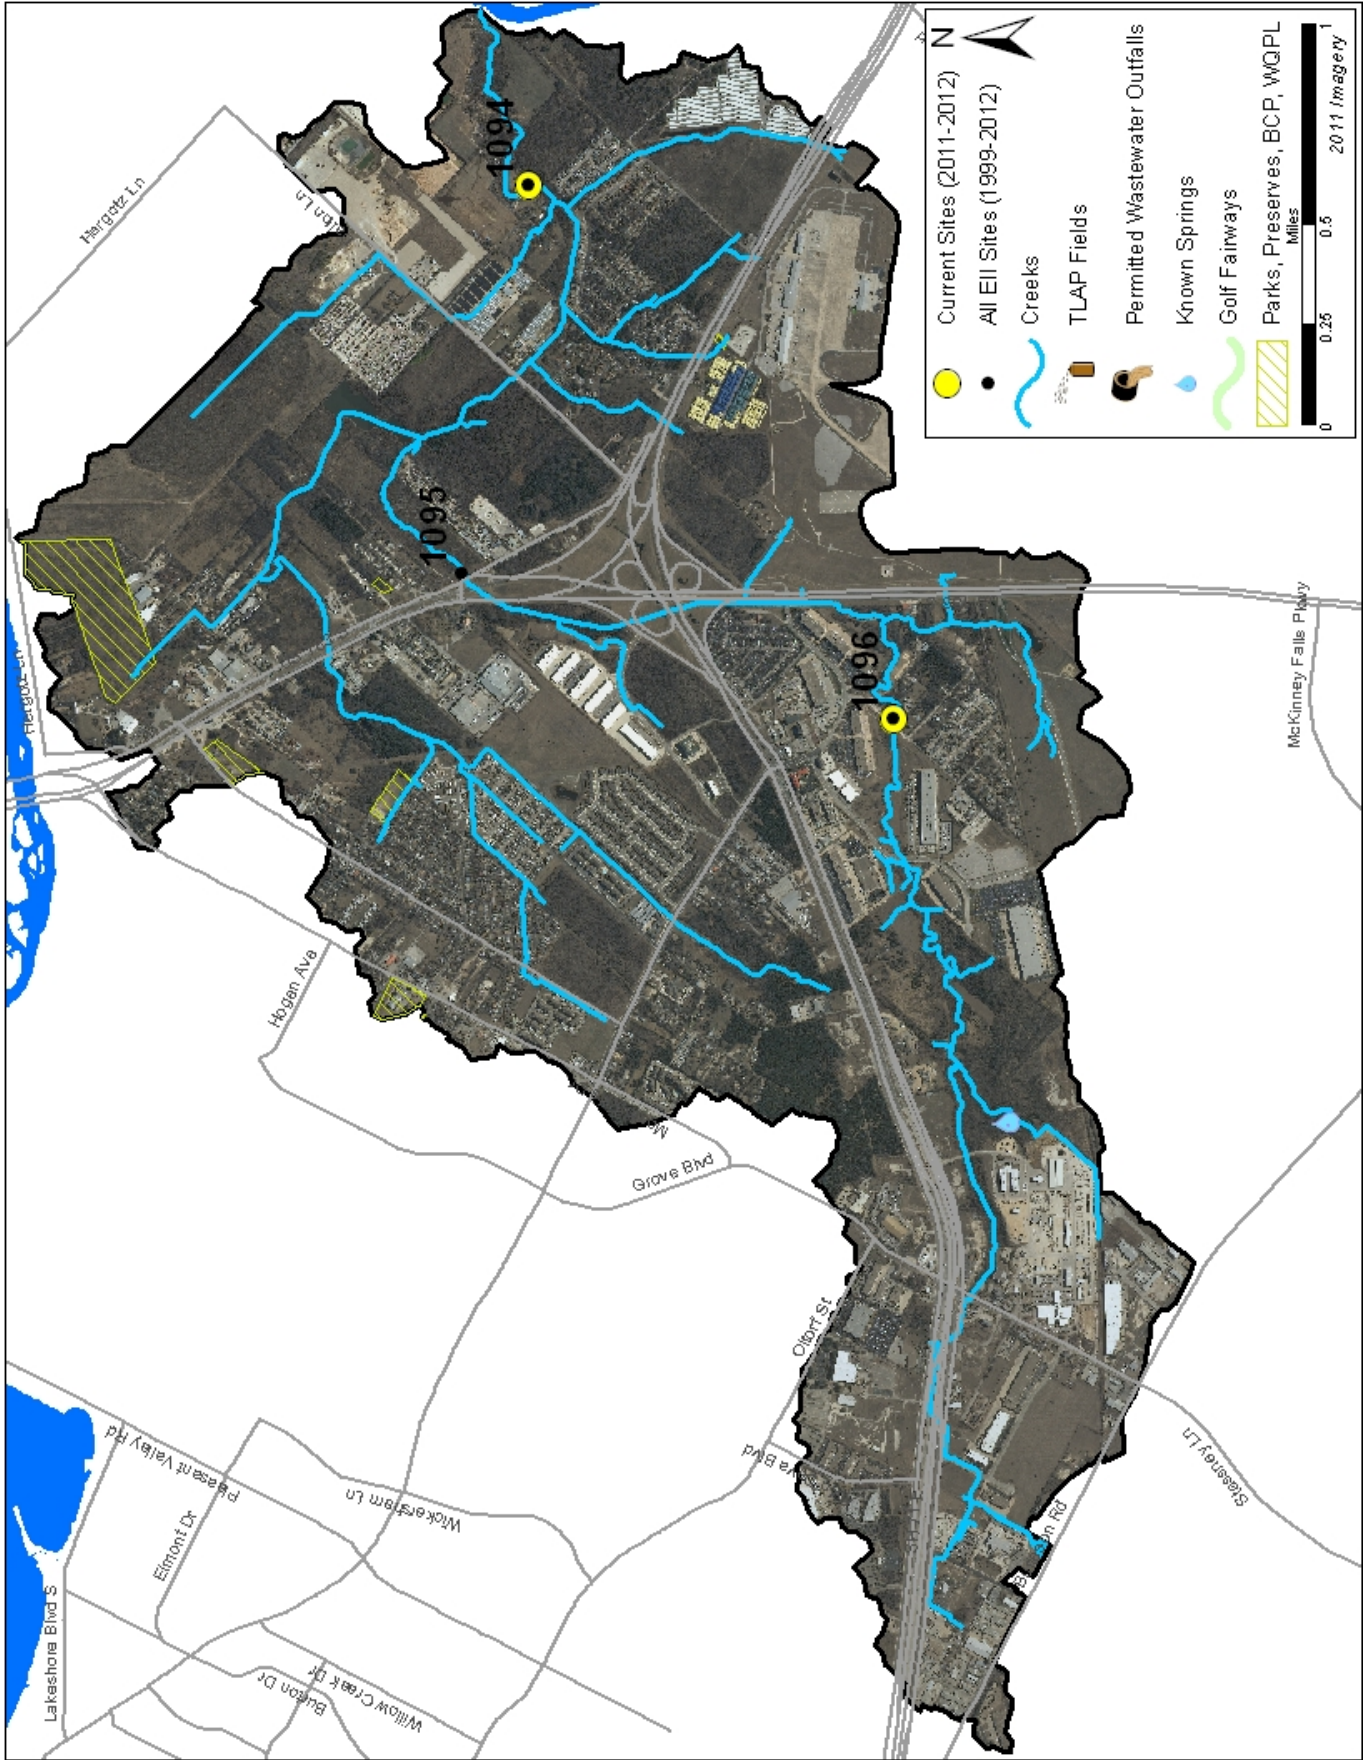 Hergotz Ln
Hergotz Ln
1094
1095
1096
Hogan Ave
Grove Blvd
McKinney Falls Pkwy
Oltorf St
Stassney Ln
Pleasant Valley Rd
Elmont Dr
Wickersham Ln
Lakeshore Blvd S
Burton Dr
Willow Creek Dr
N
Current Sites (2011-2012)
All EII Sites (1999-2012)
Creeks
TLAP Fields
Permitted Wastewater Outfalls
Known Springs
Golf Fairways
Parks, Preserves, BCP, WQPL
Miles
0 0.25 0.5 1
2011 Imagery